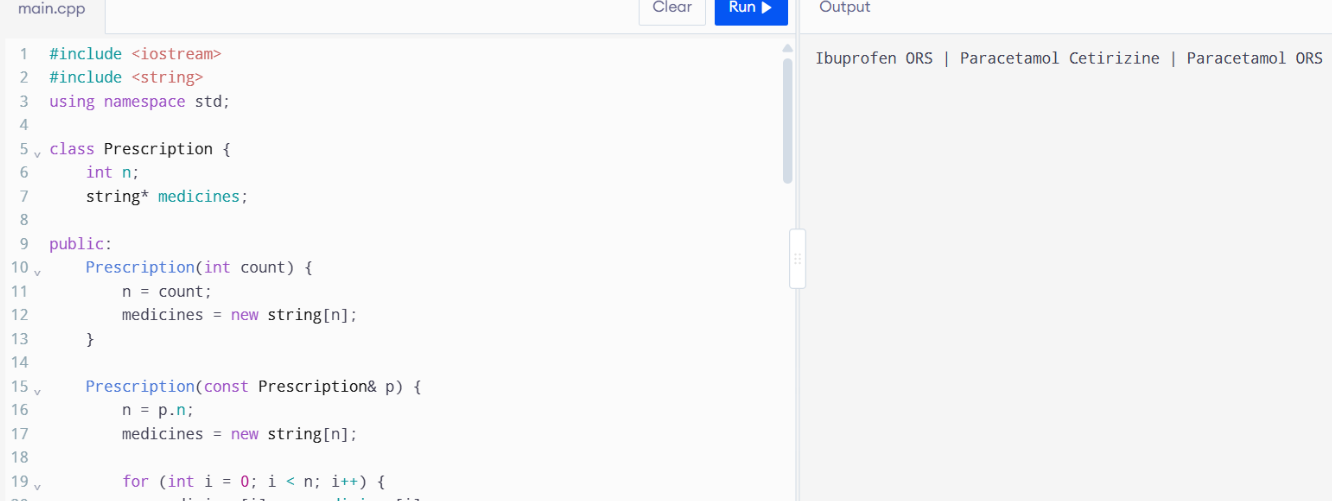 main.cpp
Clear
Run
Output
1 #include <iostream>
2 #include <string>
3 using namespace std;
4
5 class Prescription {
6 int n;
7 string* medicines;
8
9 public:
10 Prescription(int count) {
11 n = count;
12 medicines = new string[n];
13 }
14
15 Prescription(const Prescription& p) {
16 n = p.n;
17 medicines = new string[n];
18
19 for (int i = 0; i < n; i++) {
Ibuprofen ORS | Paracetamol Cetirizine | Paracetamol ORS